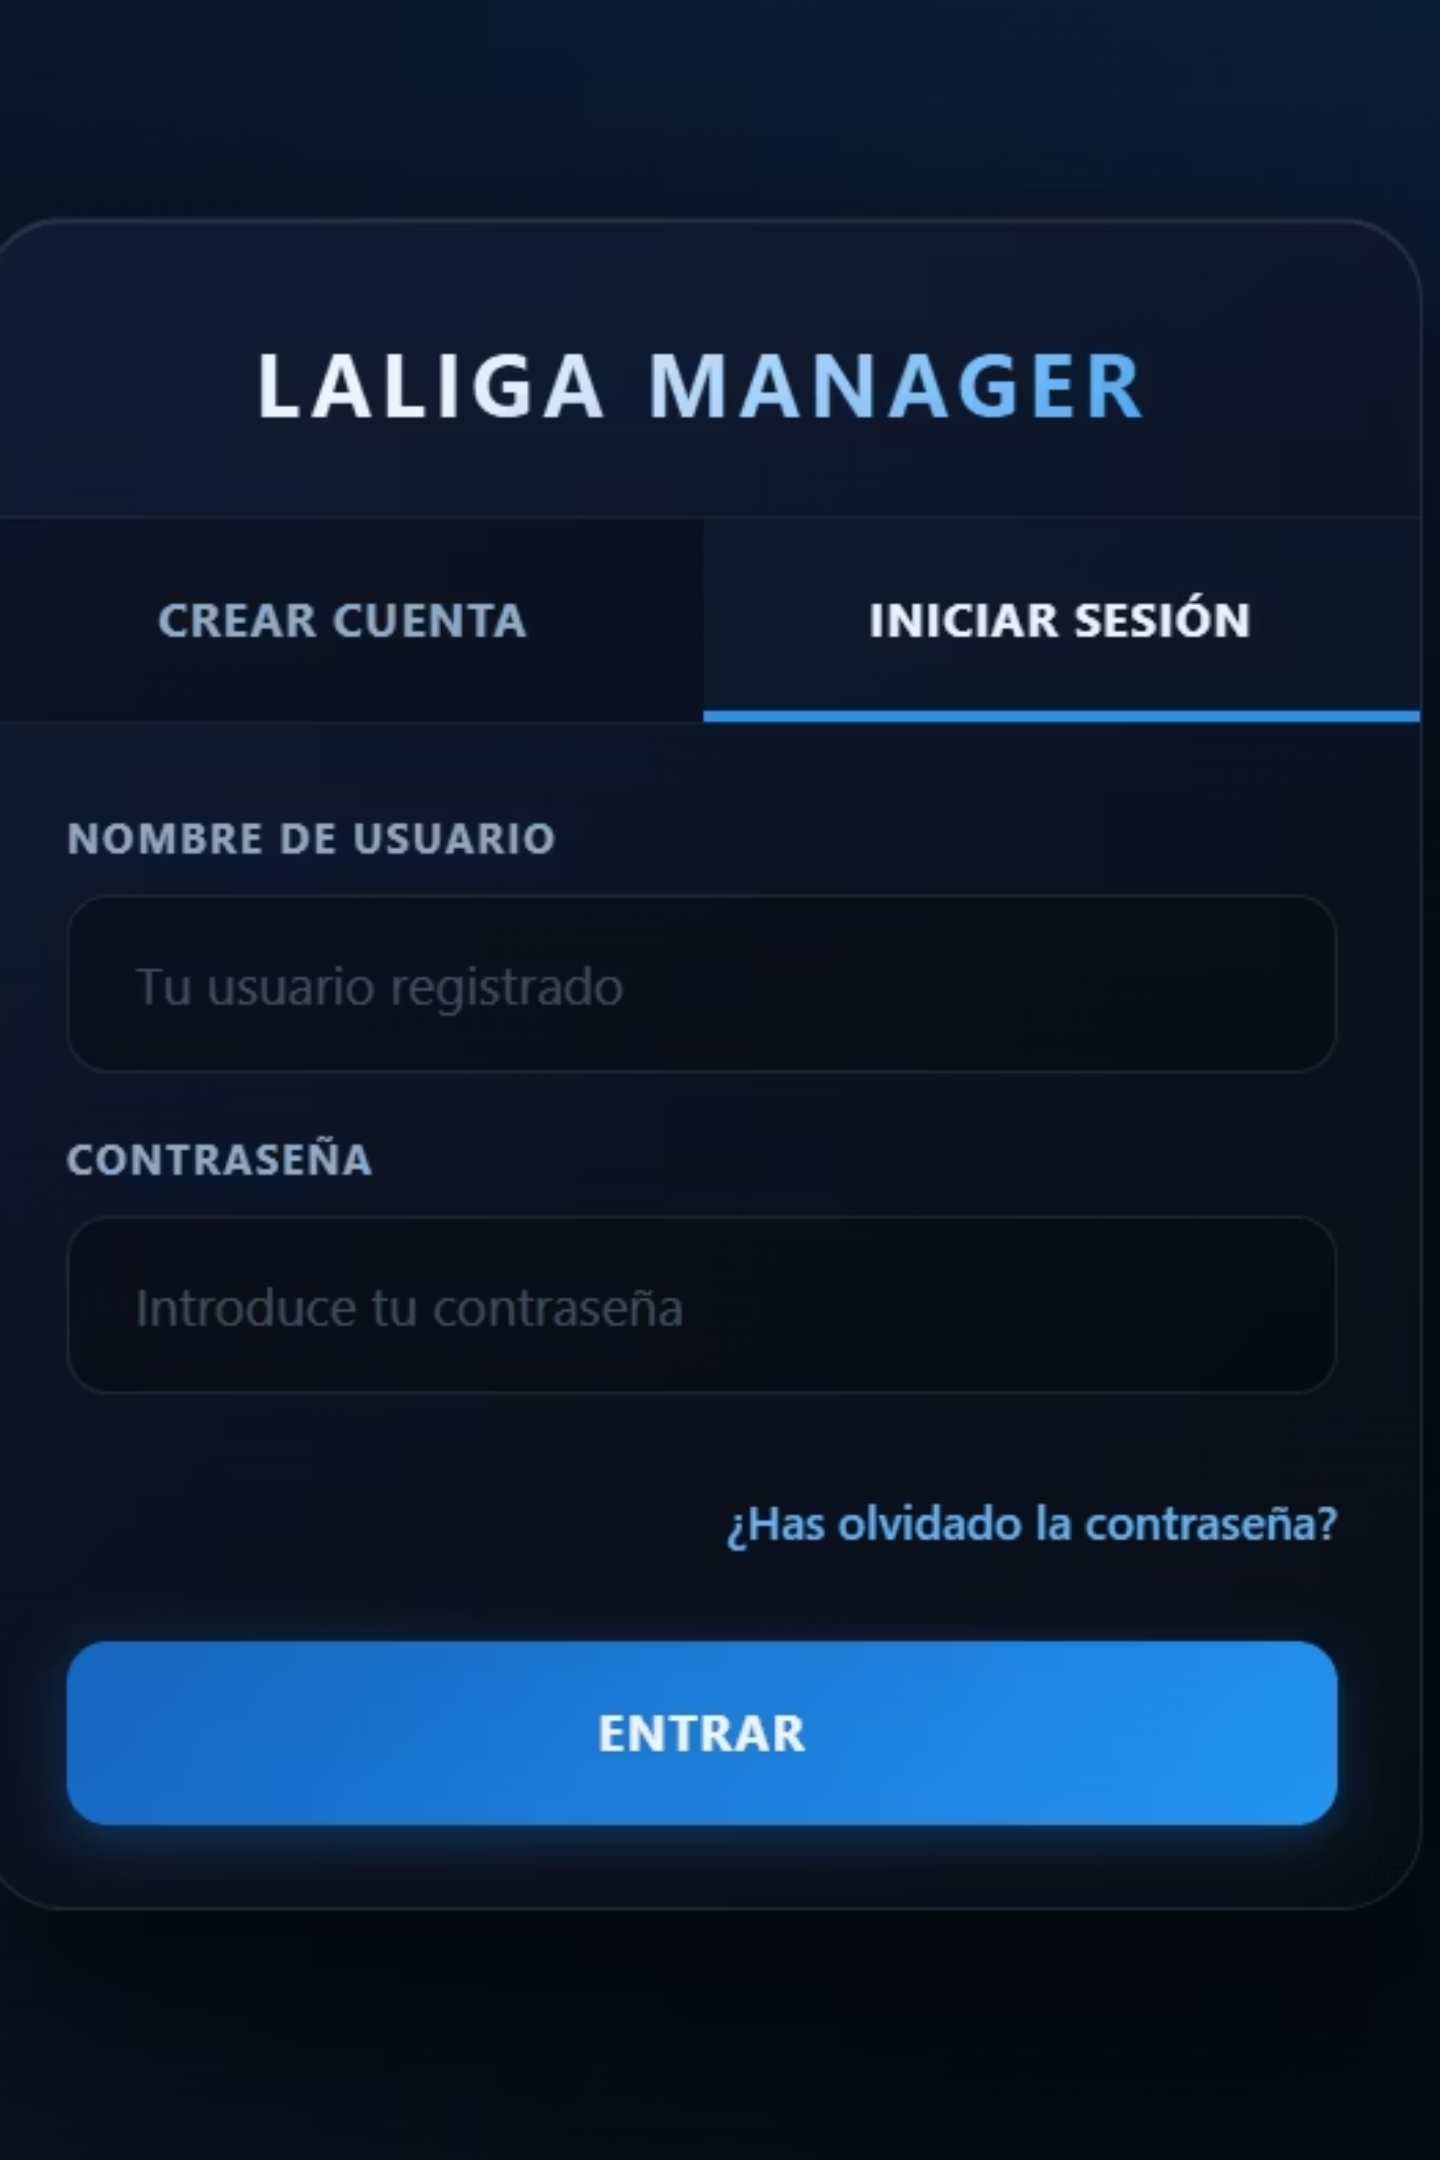 LALIGA MANAGER
CREAR CUENTA
INICIAR SESIÓN
NOMBRE DE USUARIO
Tu usuario registrado
CONTRASEÑA
Introduce tu contraseña
¿Has olvidado la contraseña?
ENTRAR